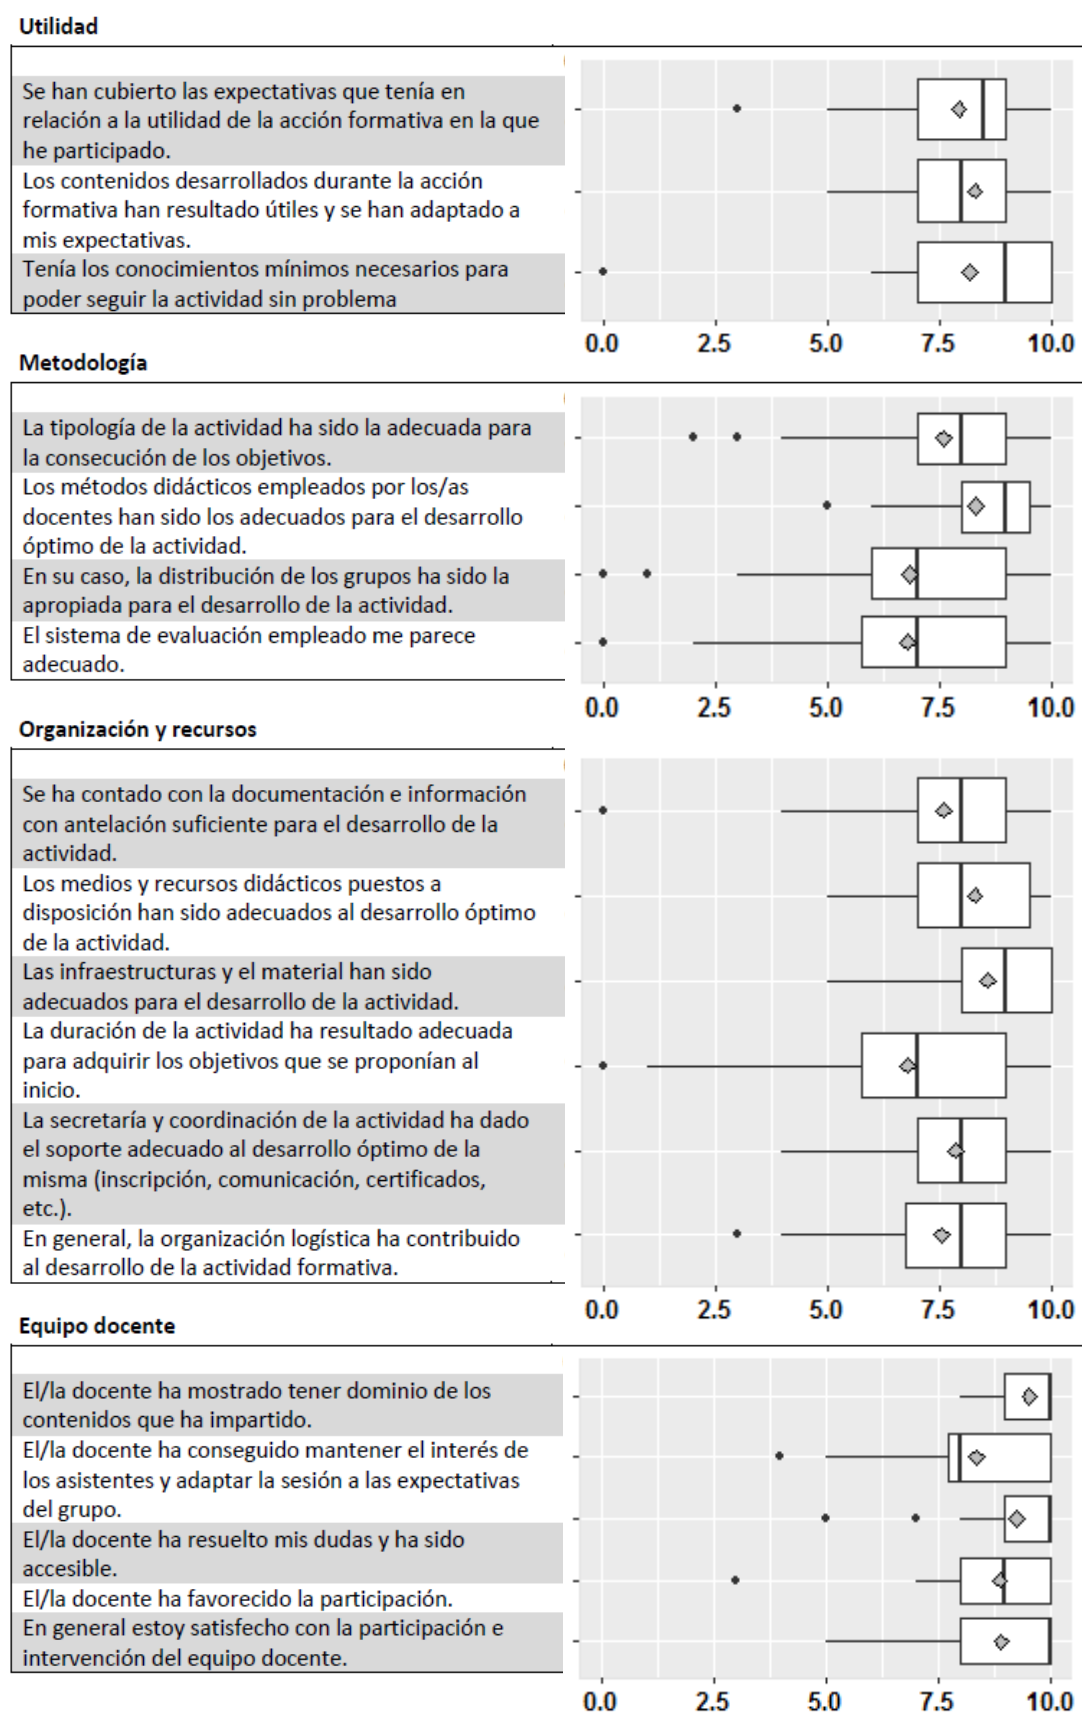 Utilidad
Se han cubierto las expectativas que tenía en
relación a la utilidad de la acción formativa en la que
he participado.
Los contenidos desarrollados durante la acción
formativa han resultado útiles y se han adaptado a
mis expectativas.
Tenía los conocimientos mínimos necesarios para
poder seguir la actividad sin problema
0.0 2.5 5.0 7.5 10.0
Metodología
La tipología de la actividad ha sido la adecuada para
la consecución de los objetivos.
Los métodos didácticos empleados por los/as
docentes han sido los adecuados para el desarrollo
óptimo de la actividad.
En su caso, la distribución de los grupos ha sido la
apropiada para el desarrollo de la actividad.
El sistema de evaluación empleado me parece
adecuado.
0.0 2.5 5.0 7.5 10.0
Organización y recursos
Se ha contado con la documentación e información
con antelación suficiente para el desarrollo de la
actividad.
Los medios y recursos didácticos puestos a
disposición han sido adecuados al desarrollo óptimo
de la actividad.
Las infraestructuras y el material han sido
adecuados para el desarrollo de la actividad.
La duración de la actividad ha resultado adecuada
para adquirir los objetivos que se proponían al
inicio.
La secretaría y coordinación de la actividad ha dado
el soporte adecuado al desarrollo óptimo de la
misma (inscripción, comunicación, certificados,
etc.).
En general, la organización logística ha contribuido
al desarrollo de la actividad formativa.
0.0 2.5 5.0 7.5 10.0
Equipo docente
El/la docente ha mostrado tener dominio de los
contenidos que ha impartido.
El/la docente ha conseguido mantener el interés de
los asistentes y adaptar la sesión a las expectativas
del grupo.
El/la docente ha resuelto mis dudas y ha sido
accesible.
El/la docente ha favorecido la participación.
En general estoy satisfecho con la participación e
intervención del equipo docente.
0.0 2.5 5.0 7.5 10.0